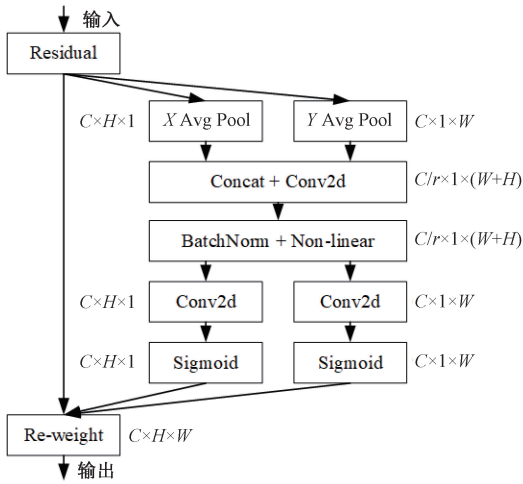 输入
Residual
C×H×1
X Avg Pool
Y Avg Pool
C×1×W
Concat + Conv2d
C/r×1×(W+H)
BatchNorm + Non-linear
C/r×1×(W+H)
C×H×1
Conv2d
Conv2d
C×1×W
C×H×1
Sigmoid
Sigmoid
C×1×W
Re-weight
C×H×W
输出